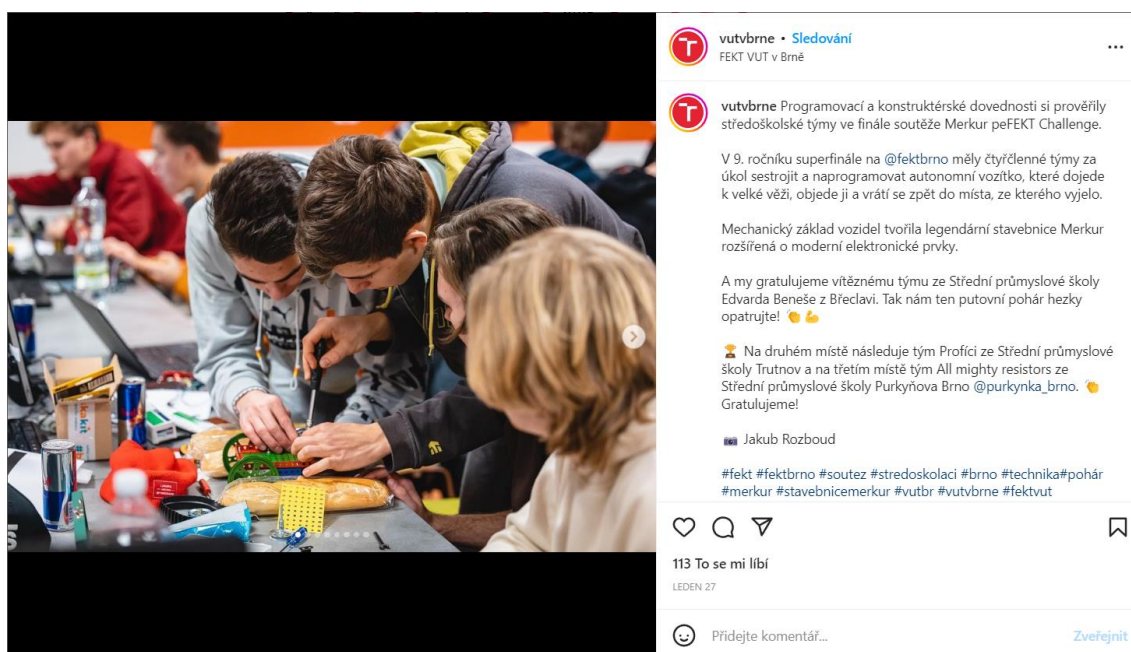 vutvbrne • Sledování
FEKT VUT v Brně
vutvbrne Programovací a konstruktérské dovednosti si prověřily
středoškolské týmy ve finále soutěže Merkur peFEKT Challenge.
V 9. ročníku superfinále na @fektbrno měly čtyřčlenné týmy za
úkol sestrojit a naprogramovat autonomní vozítko, které dojede
k velké věži, objede ji a vrátí se zpět do místa, ze kterého vyjelo.
Mechanický základ vozidel tvořila legendární stavebnice Merkur
rozšířená o moderní elektronické prvky.
A my gratulujeme vítěznému týmu ze Střední průmyslové školy
Edvarda Beneše z Břeclavi. Tak nám ten putovní pohár hezky
opatrujte! 👏 💪
🏆 Na druhém místě následuje tým Profíci ze Střední průmyslové
školy Trutnov a na třetím místě tým All mighty resistors ze
Střední průmyslové školy Purkyňova Brno @purkynka_brno. 👏
Gratulujeme!
📷 Jakub Rozboud
#fekt #fektbrno #soutez #stredoskolaci #brno #technika#pohár
#merkur #stavebnicemerkur #vutbr #vutvbrne #fektvut
113 To se mi líbí
LEDEN 27
Přidejte komentář...
Zveřejnit